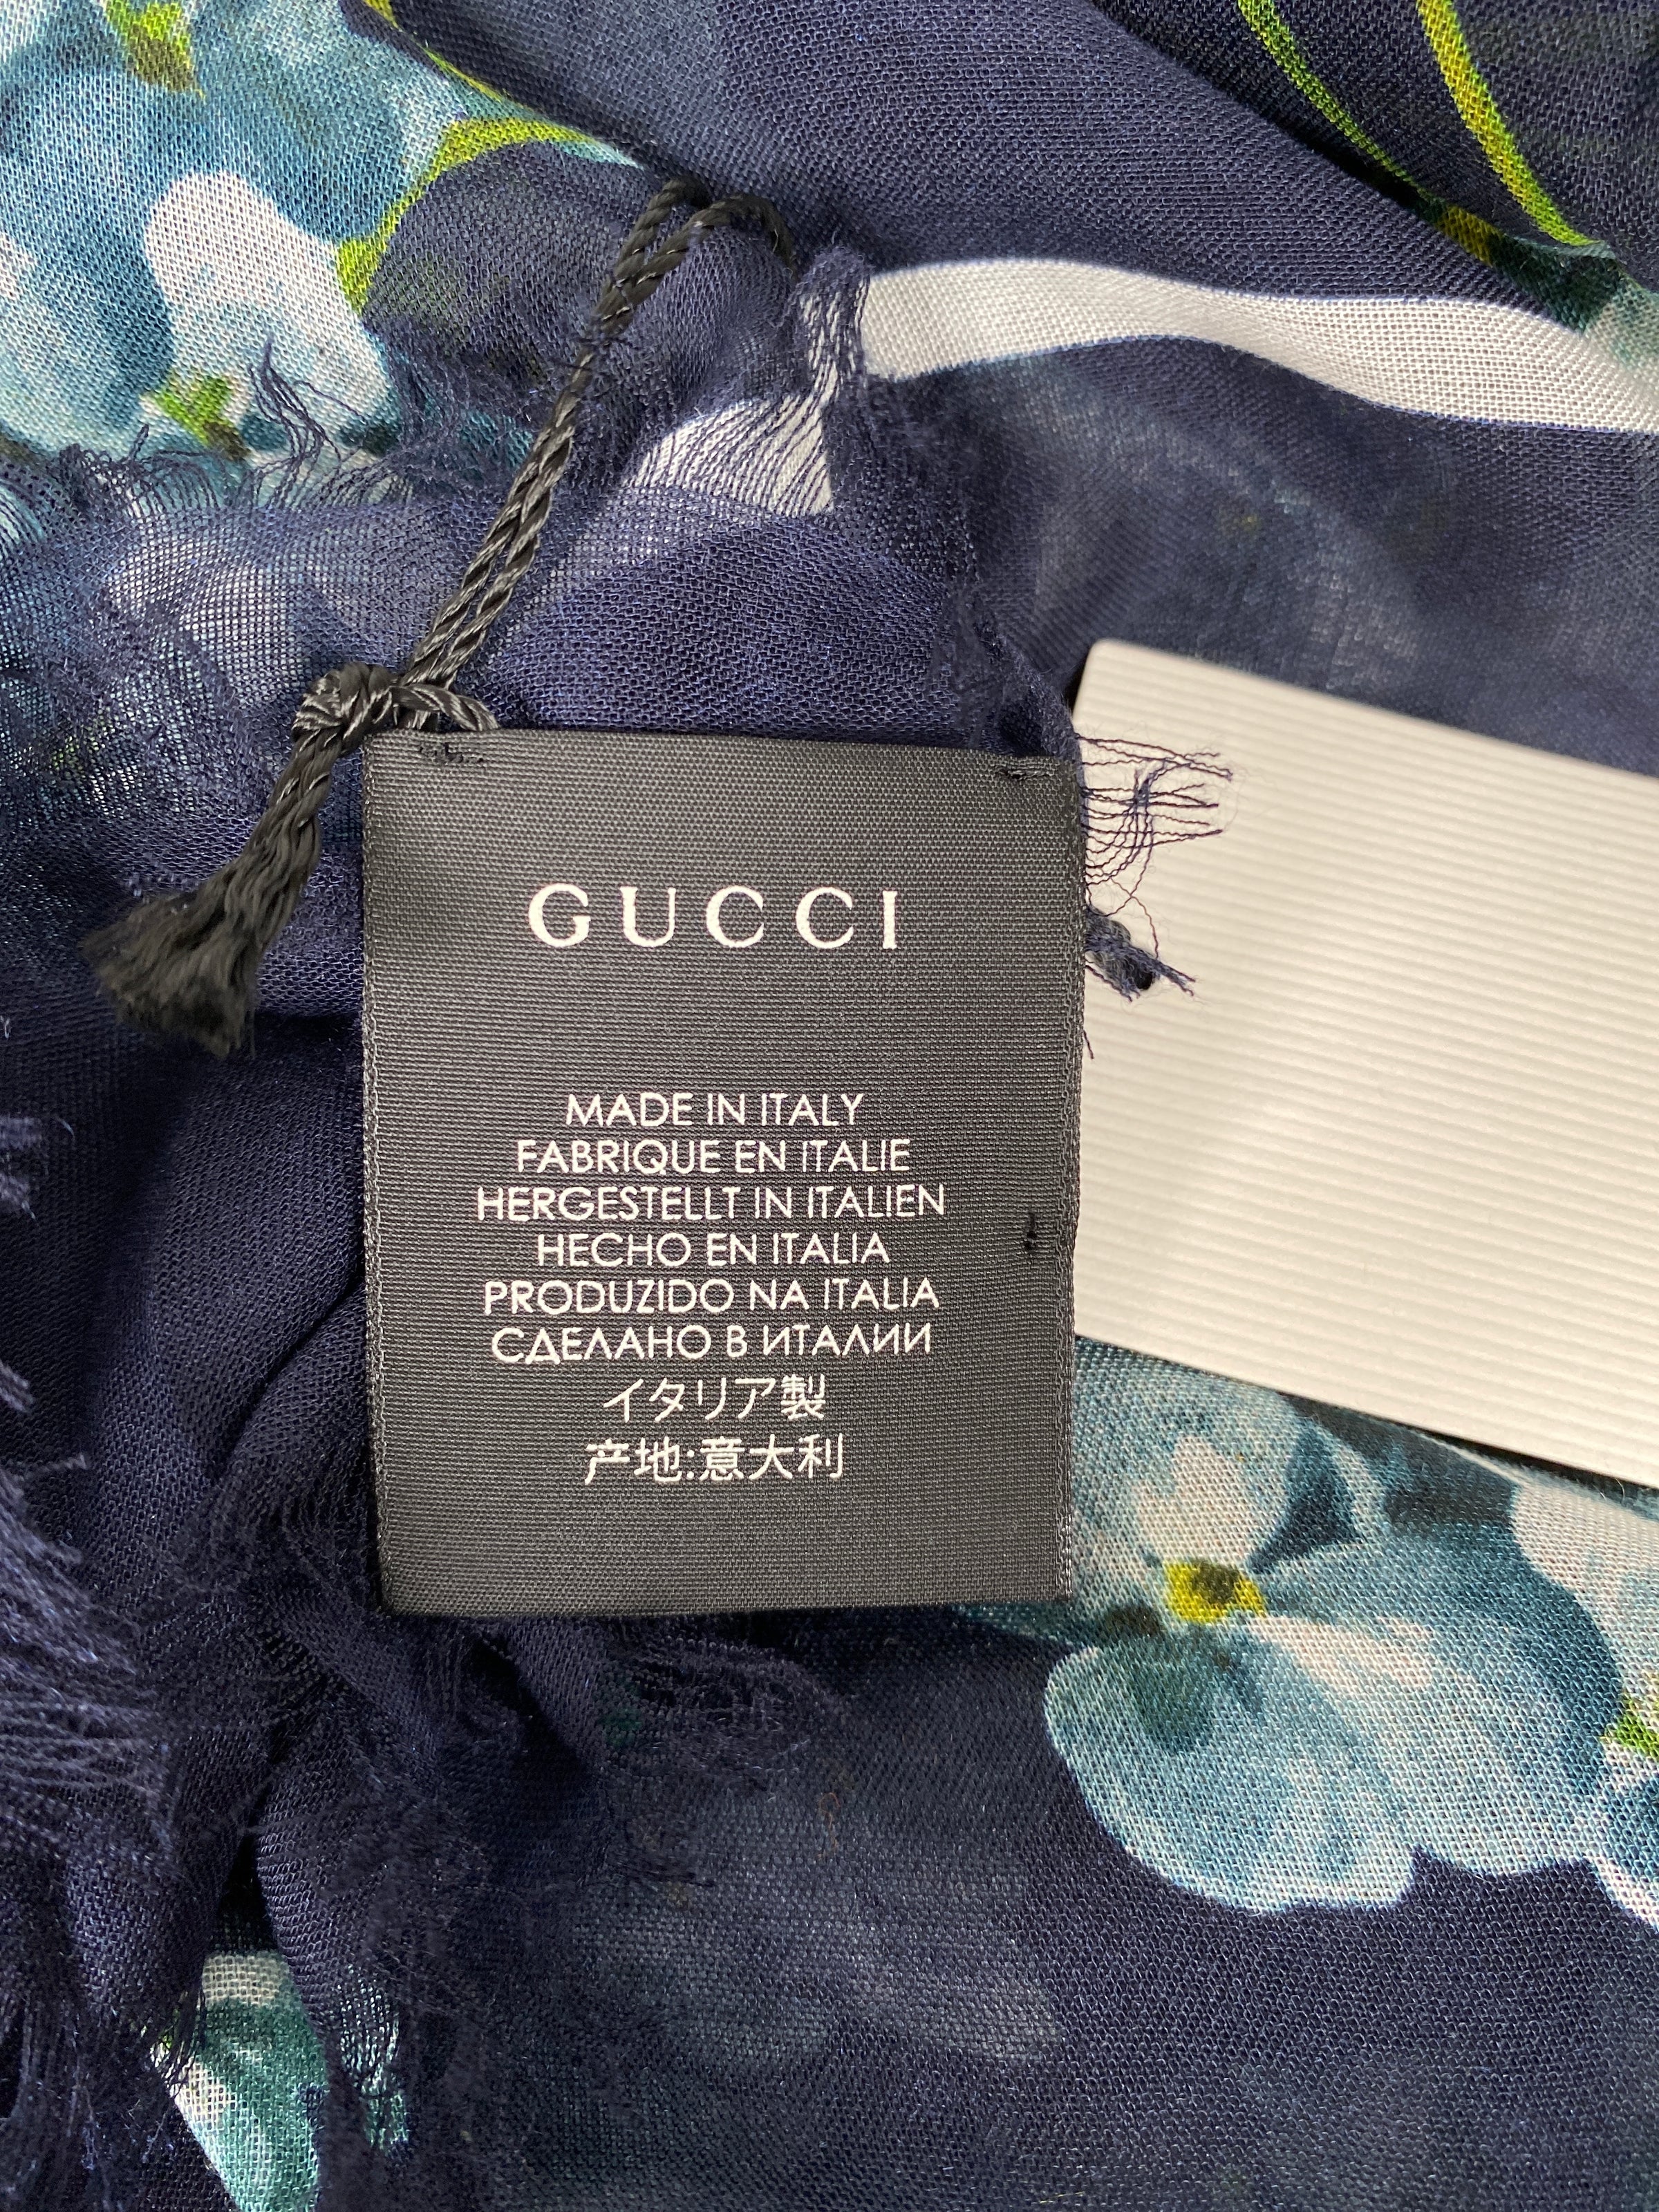 GUCCI
MADE IN ITALY
FABRIQUE EN ITALIE
HERGESTELLT IN ITALIEN
HECHO EN ITALIA
PRODUZIDO NA ITALIA
СДЕЛАНО В ИТАЛИИ
イタリア製
产地:意大利